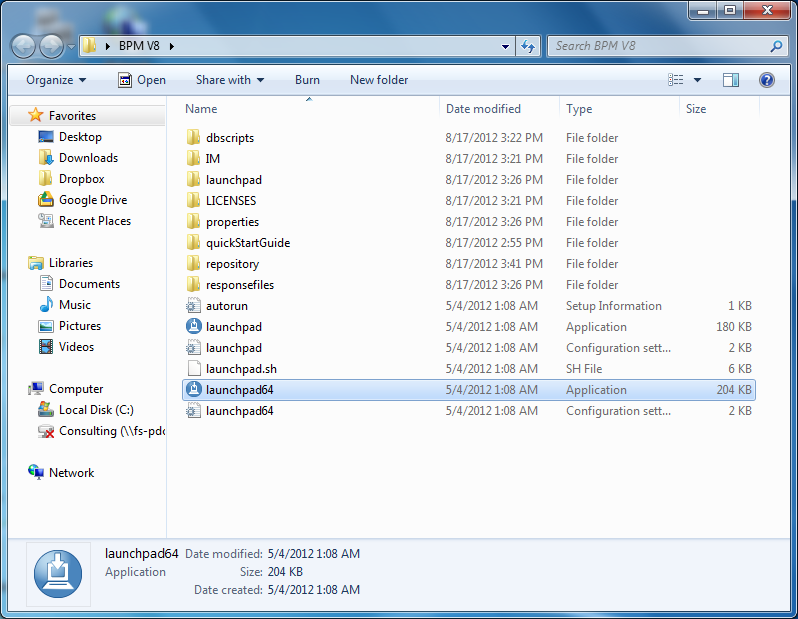 BPM V8
Search BPM V8
Organize Open Share with Burn New folder
Name Date modified Type Size
Favorites
Desktop
Downloads
Dropbox
Google Drive
Recent Places
Libraries
Documents
Music
Pictures
Videos
Computer
Local Disk (C:)
Consulting (\\fs-pdc
Network
dbscripts 8/17/2012 3:22 PM File folder
IM 8/17/2012 3:21 PM File folder
launchpad 8/17/2012 3:26 PM File folder
LICENSES 8/17/2012 3:21 PM File folder
properties 8/17/2012 3:26 PM File folder
quickStartGuide 8/17/2012 2:55 PM File folder
repository 8/17/2012 3:41 PM File folder
responsefiles 8/17/2012 3:26 PM File folder
autorun 5/4/2012 1:08 AM Setup Information 1 KB
launchpad 5/4/2012 1:08 AM Application 180 KB
launchpad 5/4/2012 1:08 AM Configuration sett... 2 KB
launchpad.sh 5/4/2012 1:08 AM SH File 6 KB
launchpad64 5/4/2012 1:08 AM Application 204 KB
launchpad64 5/4/2012 1:08 AM Configuration sett... 2 KB
launchpad64 Date modified: 5/4/2012 1:08 AM
Application Size: 204 KB
Date created: 5/4/2012 1:08 AM